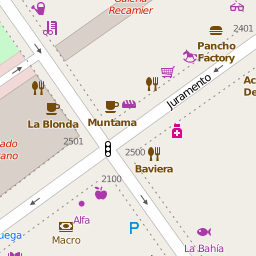 Galería
Recamier
2401
Pancho
Factory
Juramento
La Blonda
Muntama
2501
2500
Baviera
2100
Alfa
Macro
P
La Bahía